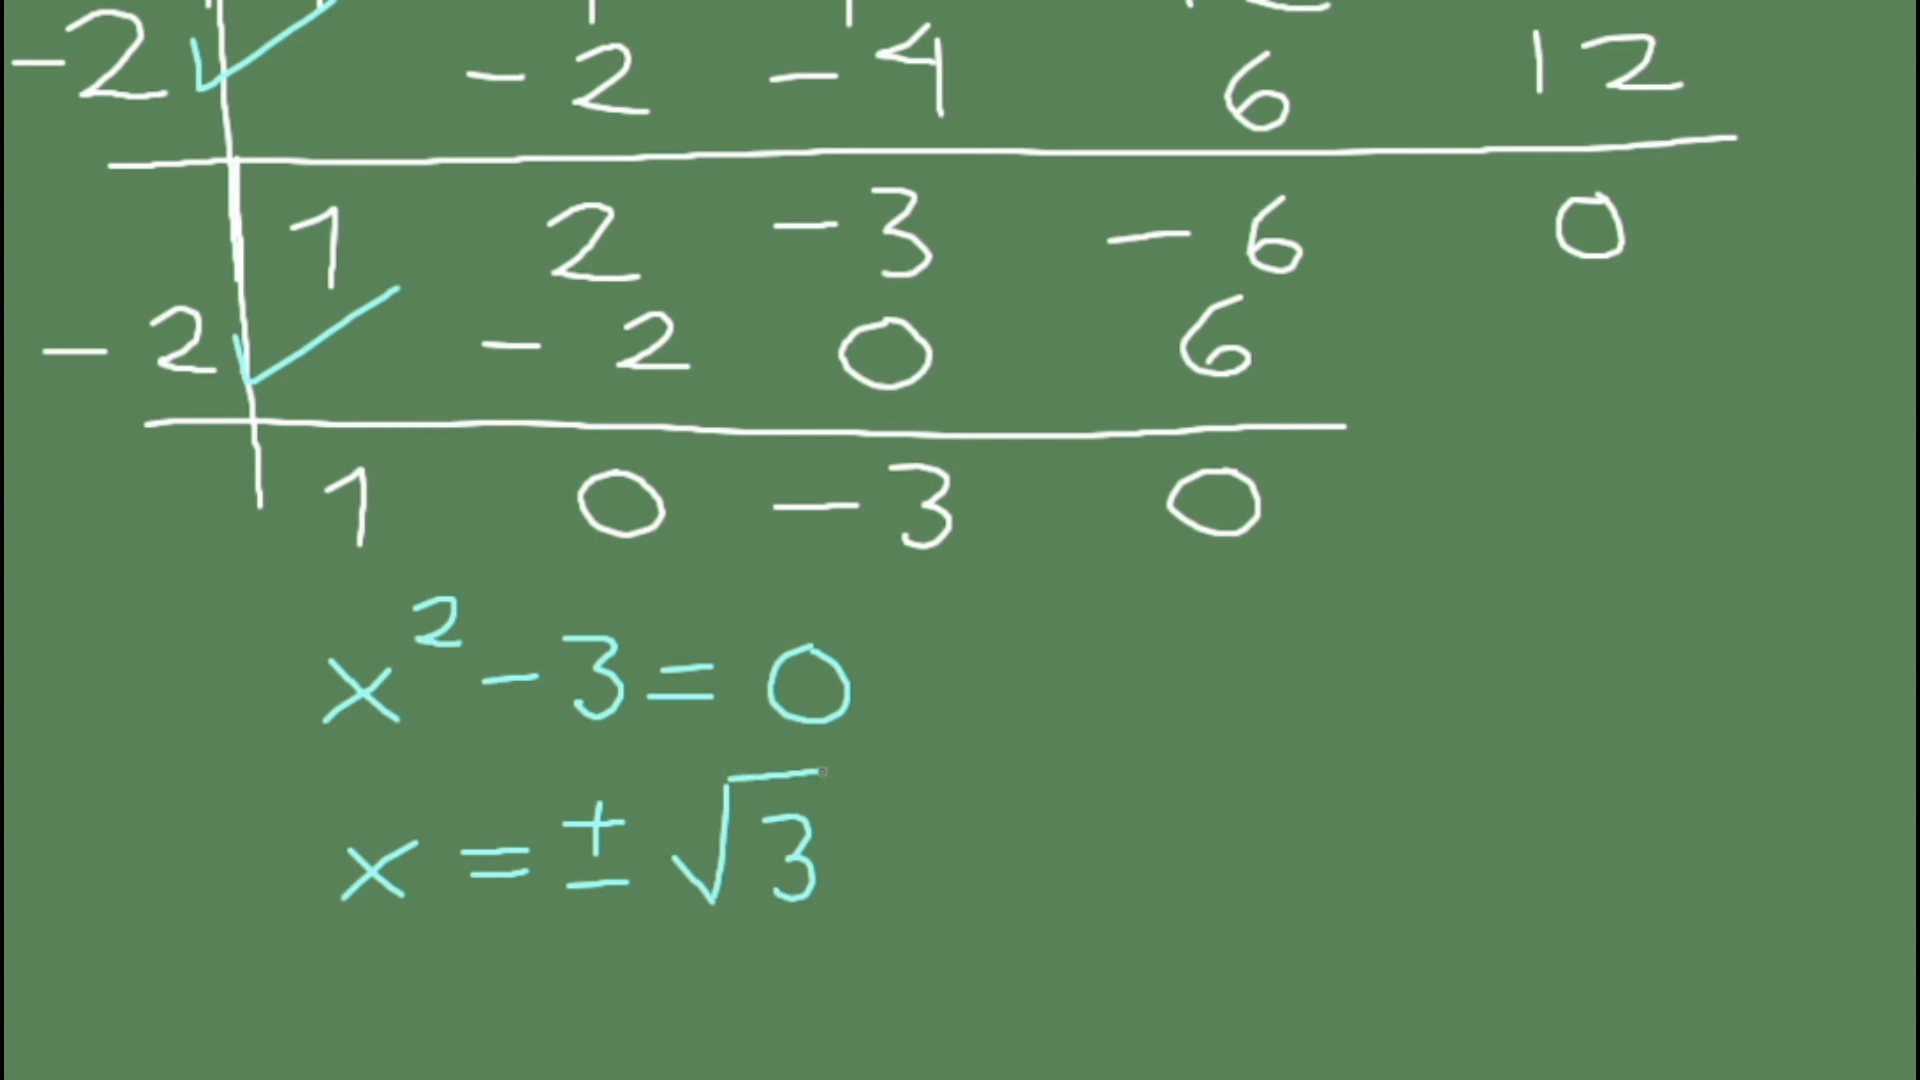 -2 -2 -4 6 12
1 2 -3 -6 0
-2 -2 0 6
1 0 -3 0
x² - 3 = 0
x = ± √3